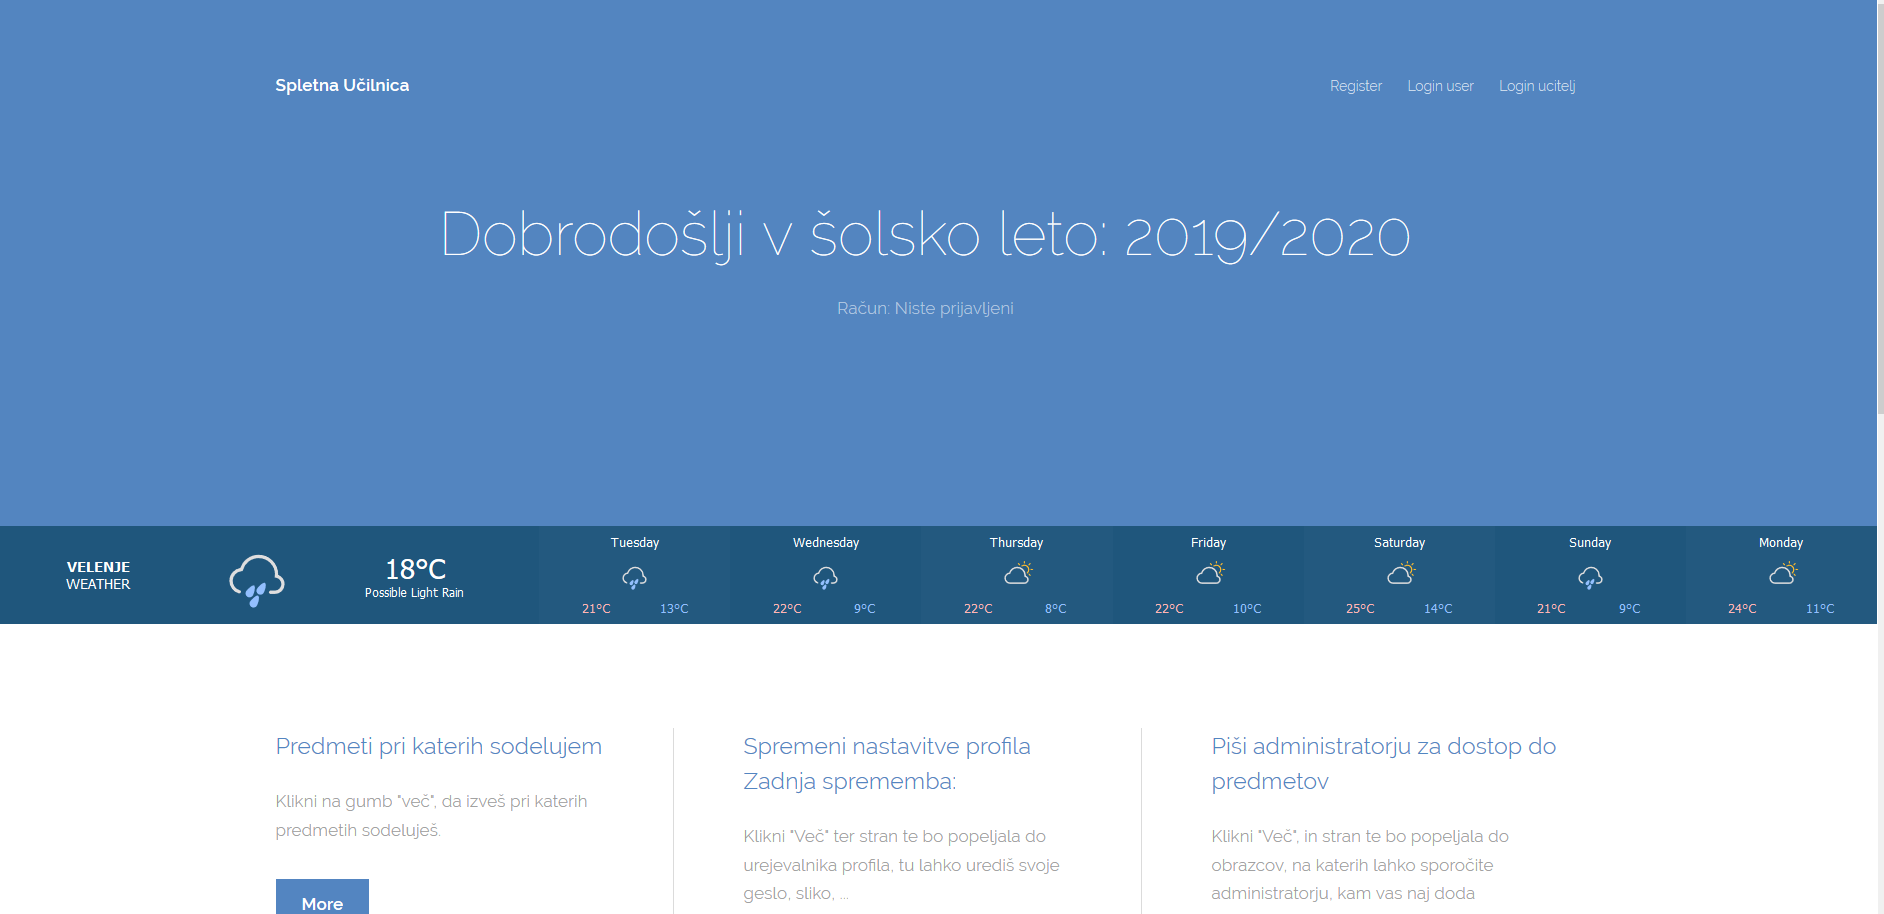 Spletna Učilnica
Register Login user Login ucitelj
Dobrodošlji v šolsko leto: 2019/2020
Račun: Niste prijavljeni
VELENJE
WEATHER
18°C
Possible Light Rain
Tuesday
21°C 13°C
Wednesday
22°C 9°C
Thursday
22°C 8°C
Friday
22°C 10°C
Saturday
25°C 14°C
Sunday
21°C 9°C
Monday
24°C 11°C
Predmeti pri katerih sodelujem
Klikni na gumb "več", da izveš pri katerih
predmetih sodeluješ.
More
Spremeni nastavitve profila
Zadnja sprememba:
Klikni "Več" ter stran te bo popeljala do
urejevalnika profila, tu lahko urediš svoje
geslo, sliko, ...
Piši administratorju za dostop do
predmetov
Klikni "Več", in stran te bo popeljala do
obrazcov, na katerih lahko sporočite
administratorju, kam vas naj doda